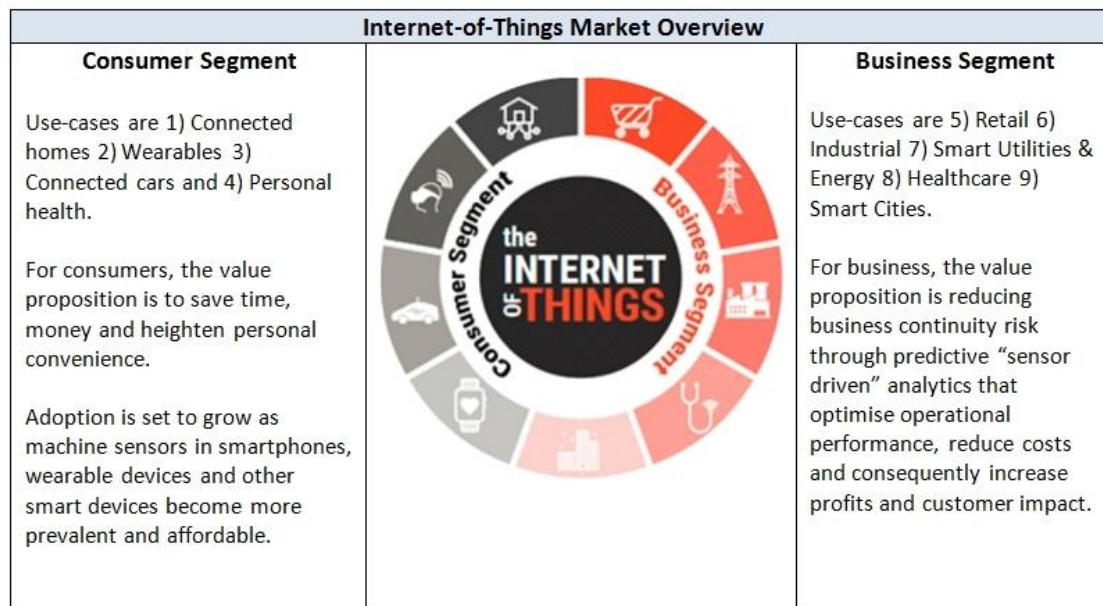 Internet-of-Things Market Overview
Consumer Segment
Use-cases are 1) Connected
homes 2) Wearables 3)
Connected cars and 4) Personal
health.
For consumers, the value
proposition is to save time,
money and heighten personal
convenience.
Adoption is set to grow as
machine sensors in smartphones,
wearable devices and other
smart devices become more
prevalent and affordable.
Consumer Segment
the
INTERNET
OF THINGS
Business Segment
Business Segment
Use-cases are 5) Retail 6)
Industrial 7) Smart Utilities &
Energy 8) Healthcare 9)
Smart Cities.
For business, the value
proposition is reducing
business continuity risk
through predictive “sensor
driven” analytics that
optimise operational
performance, reduce costs
and consequently increase
profits and customer impact.